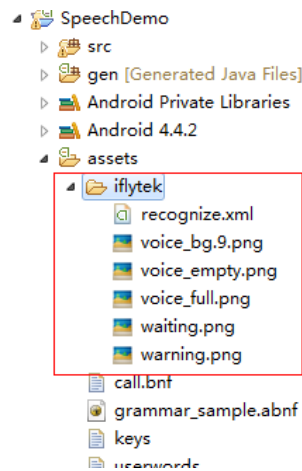 SpeechDemo
src
gen [Generated Java Files]
Android Private Libraries
Android 4.4.2
assets
iflytek
recognize.xml
voice_bg.9.png
voice_empty.png
voice_full.png
waiting.png
warning.png
call.bnf
grammar_sample.abnf
keys
userwords